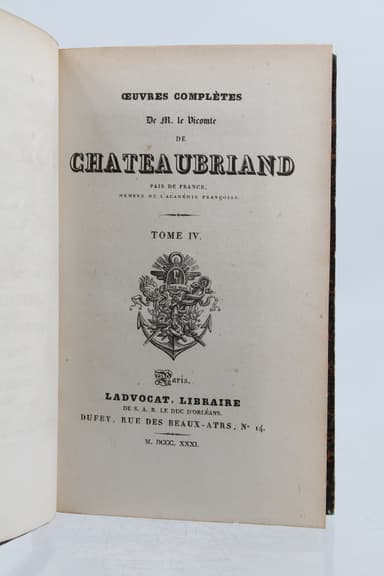 ŒUVRES COMPLÈTES
De M. le Vicomte
DE
CHATEAUBRIAND
PAIR DE FRANCE,
MEMBRE DE L'ACADÉMIE FRANÇOISE.
TOME IV.
Paris.
LADVOCAT, LIBRAIRE
DE S. A. R. LE DUC D'ORLÉANS.
DUFEY, RUE DES BEAUX-ATRS, Nº 14.
M. DCCC. XXXI.